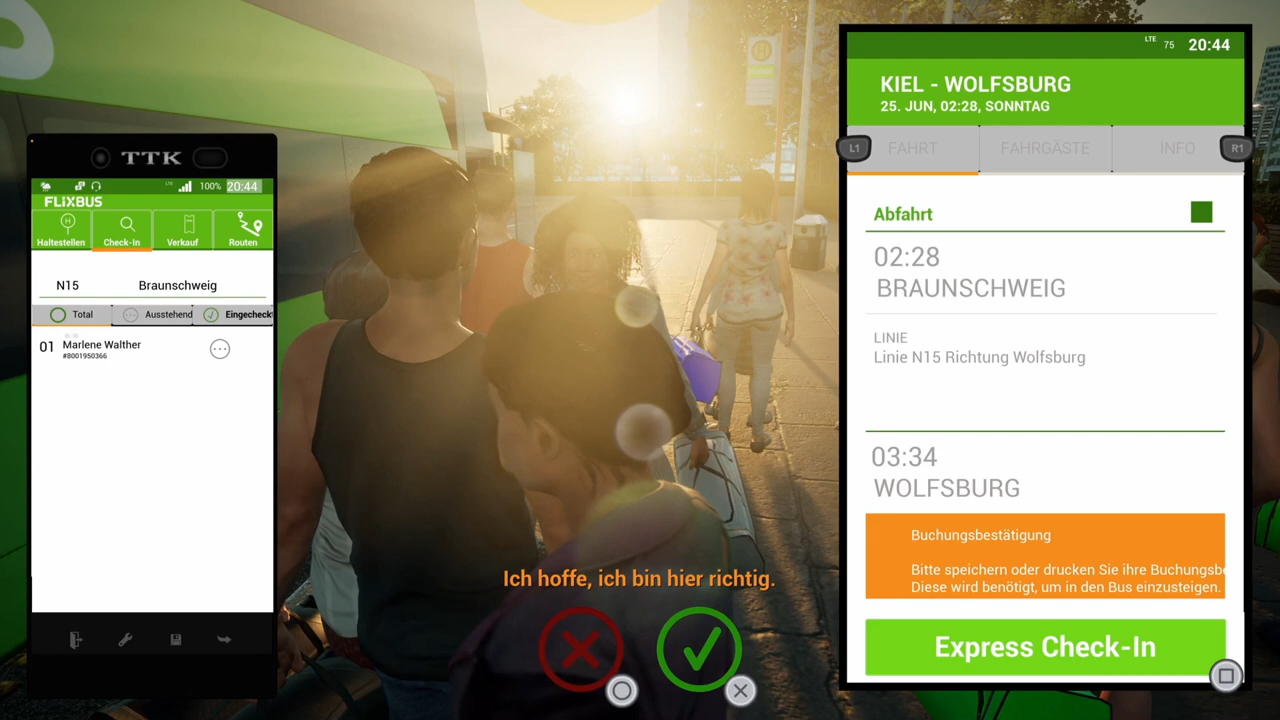 TTK
LTE
100%
20:44
FLiXBUS
Haltestellen
Check-In
Verkauf
Routen
N15
Braunschweig
Total
Ausstehend
Eingecheck
01
Marlene Walther
#8001950366
Ich hoffe, ich bin hier richtig.
LTE
75
20:44
KIEL - WOLFSBURG
25. JUN, 02:28, SONNTAG
L1
FAHRT
FAHRGÄSTE
INFO
R1
Abfahrt
02:28
BRAUNSCHWEIG
LINIE
Linie N15 Richtung Wolfsburg
03:34
WOLFSBURG
Buchungsbestätigung
Bitte speichern oder drucken Sie ihre Buchungsbe
Diese wird benötigt, um in den Bus einzusteigen.
Express Check-In